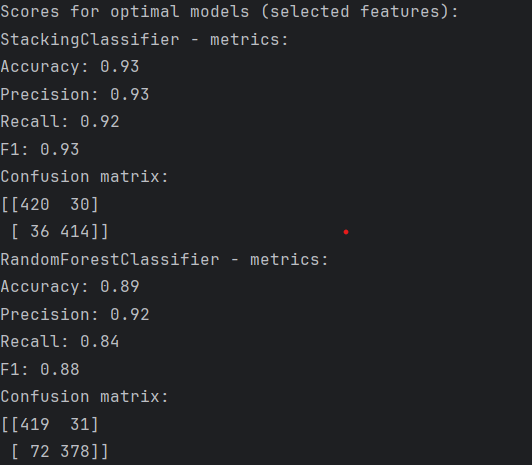 Scores for optimal models (selected features):
StackingClassifier - metrics:
Accuracy: 0.93
Precision: 0.93
Recall: 0.92
F1: 0.93
Confusion matrix:
[[420  30]
 [ 36 414]]
RandomForestClassifier - metrics:
Accuracy: 0.89
Precision: 0.92
Recall: 0.84
F1: 0.88
Confusion matrix:
[[419  31]
 [ 72 378]]